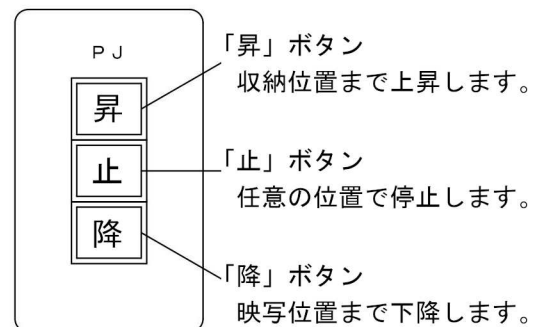 PJ
昇
止
降
「昇」ボタン
収納位置まで上昇します。
「止」ボタン
任意の位置で停止します。
「降」ボタン
映写位置まで下降します。